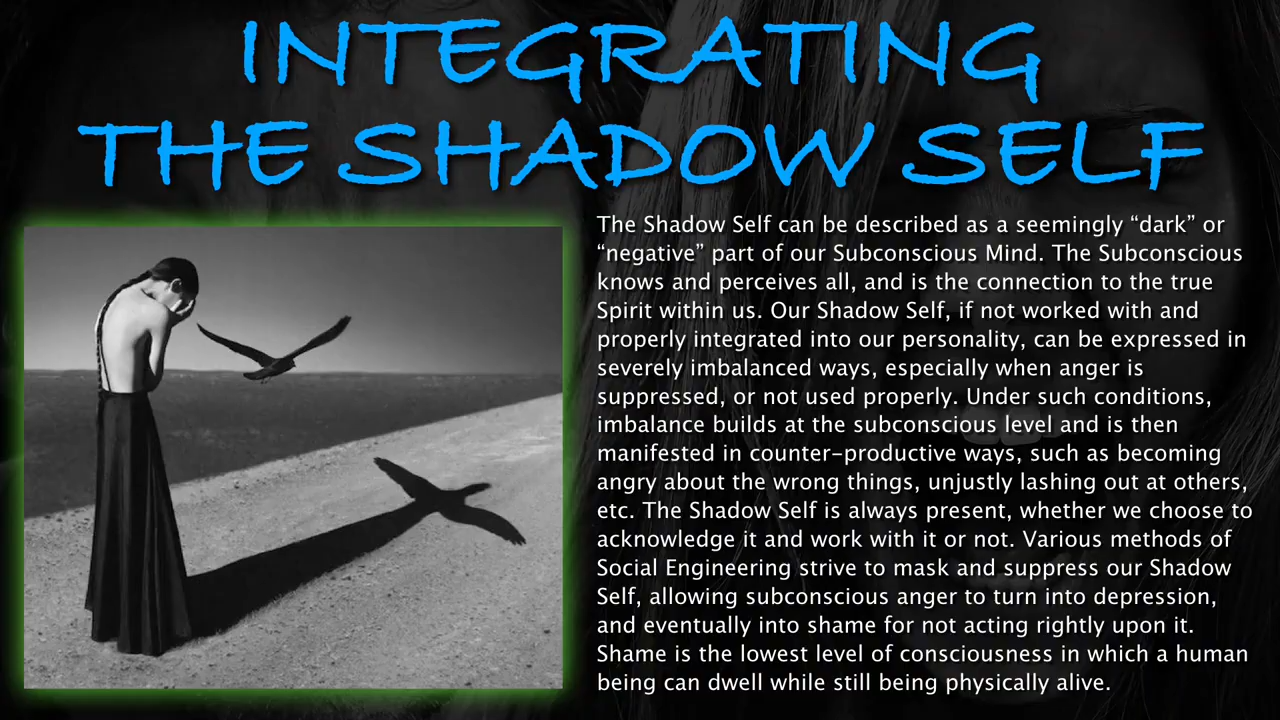 INTEGRATING
THE SHADOW SELF
The Shadow Self can be described as a seemingly “dark” or
“negative” part of our Subconscious Mind. The Subconscious
knows and perceives all, and is the connection to the true
Spirit within us. Our Shadow Self, if not worked with and
properly integrated into our personality, can be expressed in
severely imbalanced ways, especially when anger is
suppressed, or not used properly. Under such conditions,
imbalance builds at the subconscious level and is then
manifested in counter-productive ways, such as becoming
angry about the wrong things, unjustly lashing out at others,
etc. The Shadow Self is always present, whether we choose to
acknowledge it and work with it or not. Various methods of
Social Engineering strive to mask and suppress our Shadow
Self, allowing subconscious anger to turn into depression,
and eventually into shame for not acting rightly upon it.
Shame is the lowest level of consciousness in which a human
being can dwell while still being physically alive.